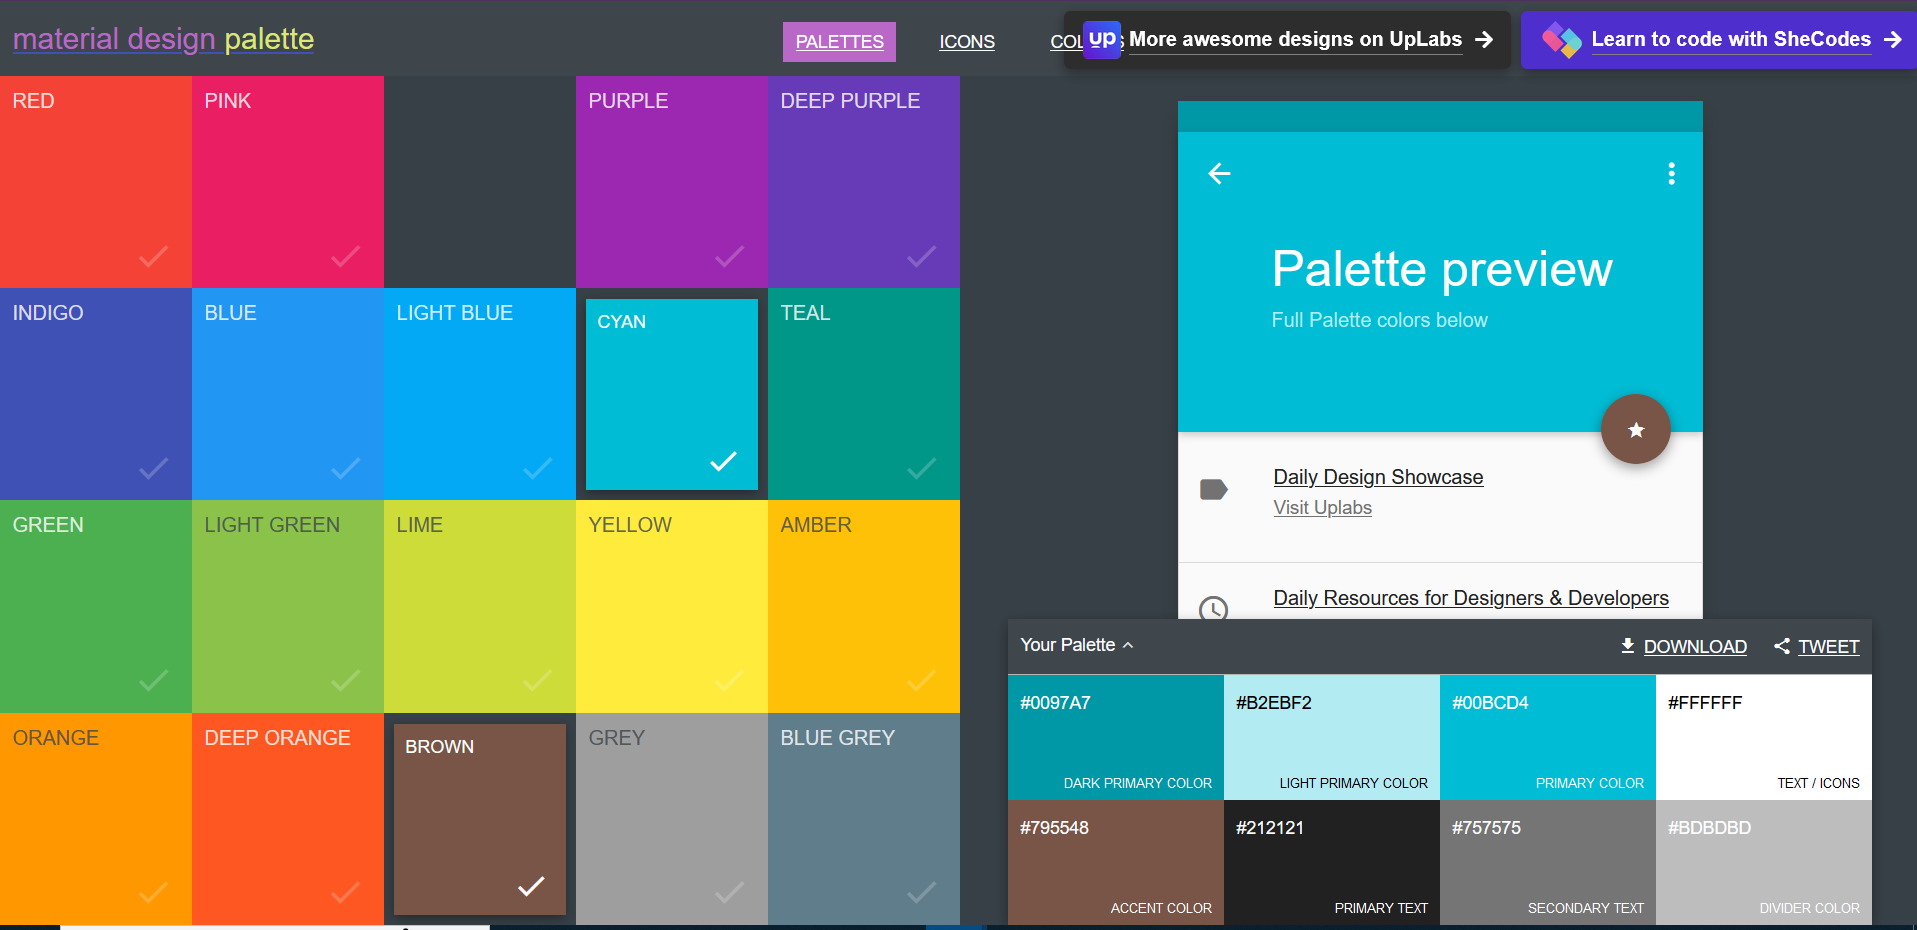 material design palette
PALETTES
ICONS
up More awesome designs on UpLabs
Learn to code with SheCodes
RED
PINK
PURPLE
DEEP PURPLE
INDIGO
BLUE
LIGHT BLUE
CYAN
TEAL
GREEN
LIGHT GREEN
LIME
YELLOW
AMBER
ORANGE
DEEP ORANGE
BROWN
GREY
BLUE GREY
Palette preview
Full Palette colors below
Daily Design Showcase
Visit Uplabs
Daily Resources for Designers & Developers
Your Palette
DOWNLOAD
TWEET
#0097A7
DARK PRIMARY COLOR
#B2EBF2
LIGHT PRIMARY COLOR
#00BCD4
PRIMARY COLOR
#FFFFFF
TEXT / ICONS
#795548
ACCENT COLOR
#212121
PRIMARY TEXT
#757575
SECONDARY TEXT
#BDBDBD
DIVIDER COLOR